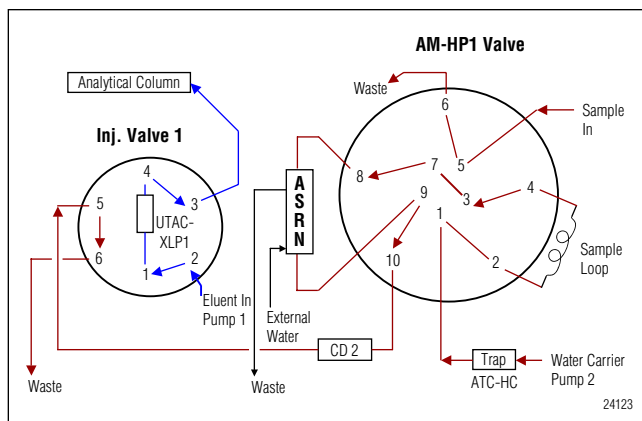 AM-HP1 Valve
Waste
6
Analytical Column
Sample
In
Inj. Valve 1
5
7
8
4
A
S
R
N
3
4
9
3
5
UTAC-
XLP1
1
6
1
2
10
2
Sample
Loop
Eluent In
Pump 1
External
Water
CD 2
Trap
Water Carrier
Pump 2
ATC-HC
Waste
Waste
24123